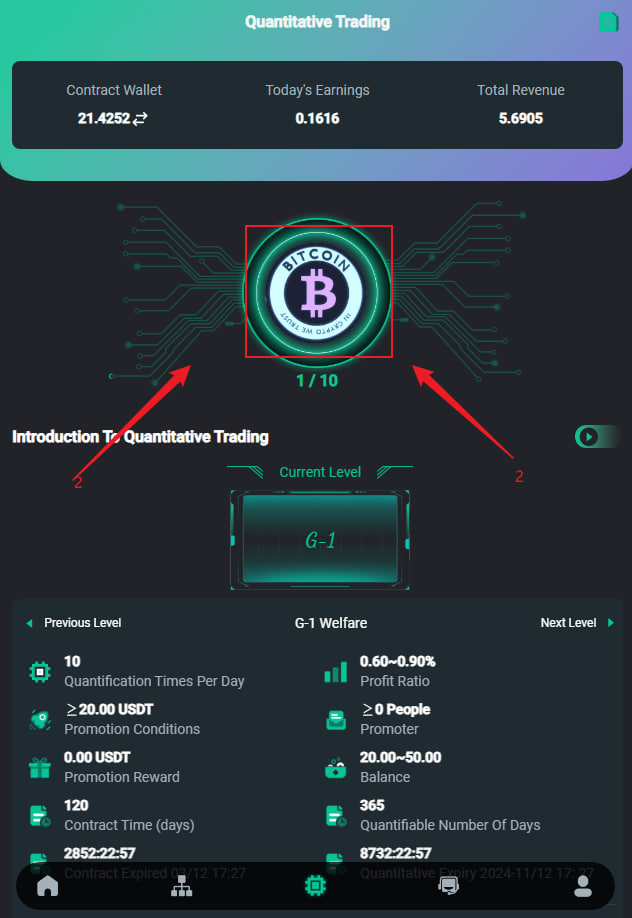 Quantitative Trading
Contract Wallet Today's Earnings Total Revenue
21.4252 0.1616 5.6905
BITCOIN
B
IN CRYPTO WE TRUST
1 / 10
Introduction To Quantitative Trading
2 2
Current Level
G-1
Previous Level G-1 Welfare Next Level
10 0.60~0.90%
Quantification Times Per Day Profit Ratio
≥20.00 USDT ≥0 People
Promotion Conditions Promoter
0.00 USDT 20.00~50.00
Promotion Reward Balance
120 365
Contract Time (days) Quantifiable Number Of Days
2852:22:57 8732:22:57
Contract Expired 03/12 17:27 Quantitative Expiry 2024-11/12 17: 27